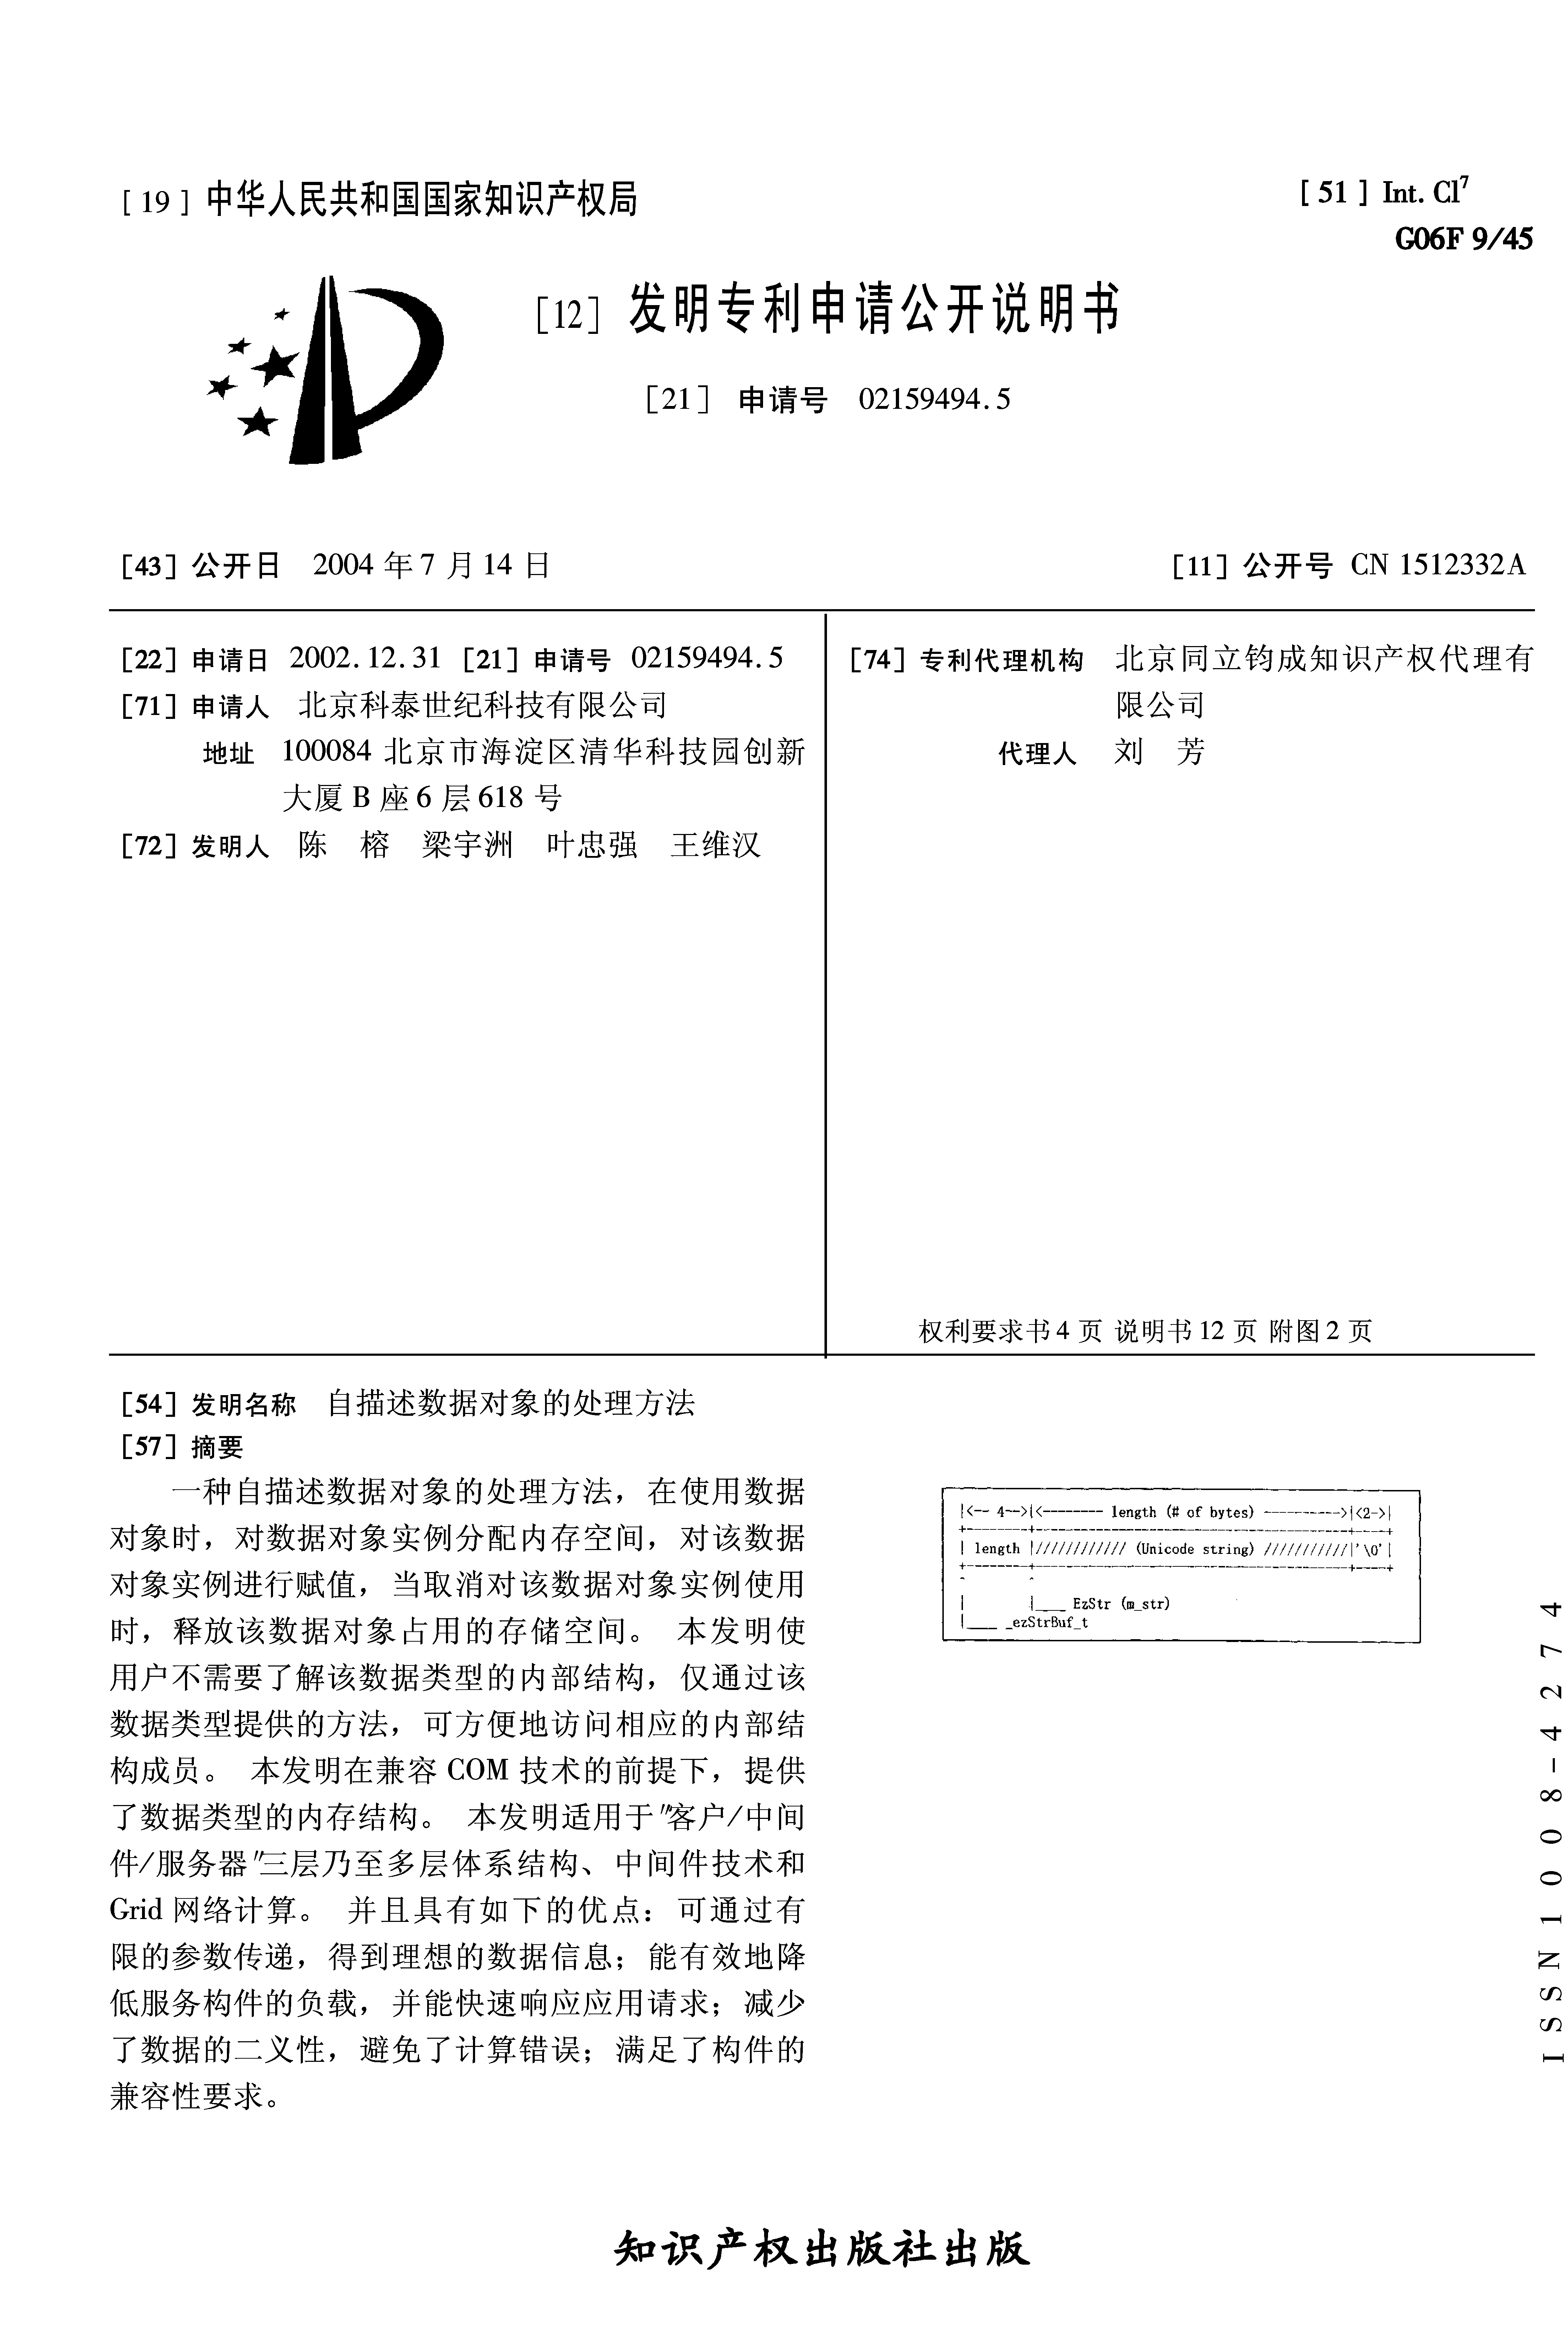 [19] 中华人民共和国国家知识产权局
[51] Int. Cl7
G06F 9/45
[12] 发明专利申请公开说明书
[21] 申请号 02159494.5
[43] 公开日 2004 年 7 月 14 日
[11] 公开号 CN 1512332A
[22] 申请日 2002.12.31 [21] 申请号 02159494.5
[71] 申请人 北京科泰世纪科技有限公司
地址 100084 北京市海淀区清华科技园创新
大厦 B 座 6 层 618 号
[72] 发明人 陈 榕 梁宇洲 叶忠强 王维汉
[74] 专利代理机构 北京同立钧成知识产权代理有
限公司
代理人 刘 芳
权利要求书 4 页 说明书 12 页 附图 2 页
[54] 发明名称 自描述数据对象的处理方法
[57] 摘要
一种自描述数据对象的处理方法，在使用数据
对象时，对数据对象实例分配内存空间，对该数据
对象实例进行赋值，当取消对该数据对象实例使用
时，释放该数据对象占用的存储空间。 本发明使
用户不需要了解该数据类型的内部结构，仅通过该
数据类型提供的方法，可方便地访问相应的内部结
构成员。 本发明在兼容 COM 技术的前提下，提供
了数据类型的内存结构。 本发明适用于"客户/中间
件/服务器"三层乃至多层体系结构、中间件技术和
Grid 网络计算。 并且具有如下的优点：可通过有
限的参数传递，得到理想的数据信息；能有效地降
低服务构件的负载，并能快速响应应用请求；减少
了数据的二义性，避免了计算错误；满足了构件的
兼容性要求。
|<-- 4-->|<-------- length (# of bytes) ---------->|<2->|
| length |//////////// (Unicode string) ///////////|'\0'|
|___ EzStr (m_str)
|___ _ezStrBuf_t
ISSN1008-4274
知识产权出版社出版